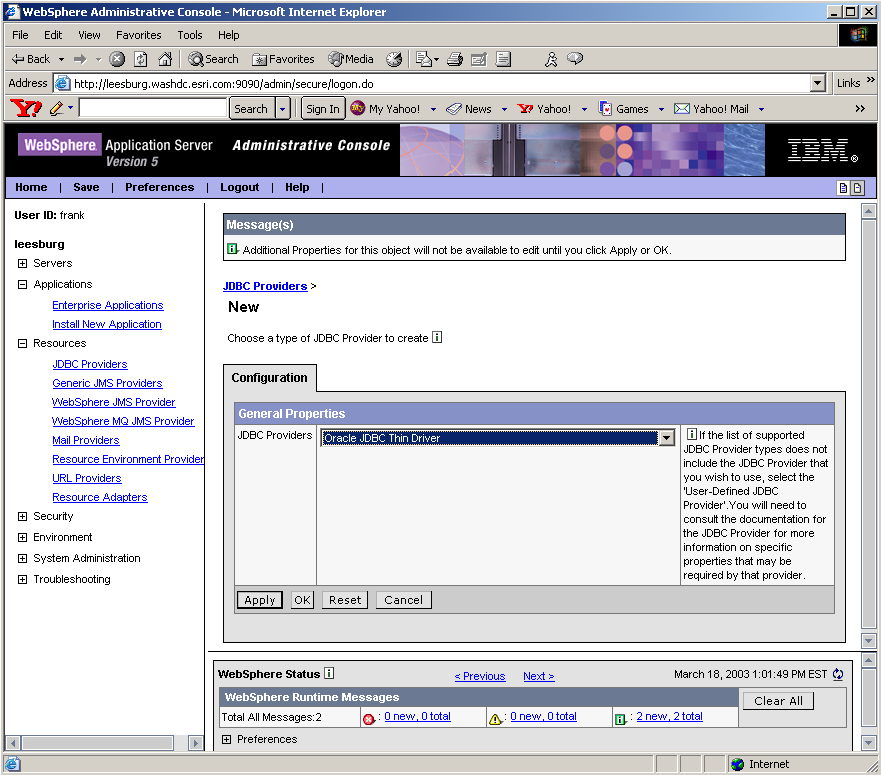 WebSphere Administrative Console - Microsoft Internet Explorer
File Edit View Favorites Tools Help
Back Search Favorites Media
Address http://leesburg.washdc.esri.com:9090/admin/secure/logon.do Links »
Y! Search Sign In My Yahoo! News Y! Yahoo! Games Yahoo! Mail »
WebSphere Application Server Administrative Console IBM®
Version 5
Home | Save | Preferences | Logout | Help |
User ID: frank
leesburg
Servers
Applications
Enterprise Applications
Install New Application
Resources
JDBC Providers
Generic JMS Providers
WebSphere JMS Provider
WebSphere MQ JMS Provider
Mail Providers
Resource Environment Provider
URL Providers
Resource Adapters
Security
Environment
System Administration
Troubleshooting
Message(s)
Additional Properties for this object will not be available to edit until you click Apply or OK.
JDBC Providers >
New
Choose a type of JDBC Provider to create i
Configuration
General Properties
JDBC Providers Oracle JDBC Thin Driver
i If the list of supported
JDBC Provider types does not
include the JDBC Provider that
you wish to use, select the
'User-Defined JDBC
Provider'.You will need to
consult the documentation for
the JDBC Provider for more
information on specific
properties that may be
required by that provider.
Apply OK Reset Cancel
WebSphere Status i < Previous Next > March 18, 2003 1:01:49 PM EST
WebSphere Runtime Messages
Clear All
Total All Messages:2 : 0 new, 0 total : 0 new, 0 total : 2 new, 2 total
Preferences
Internet